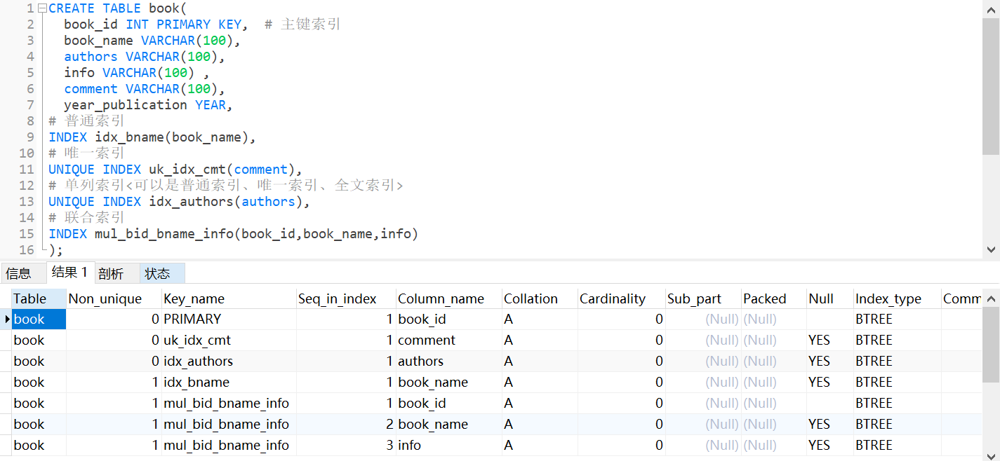 1 CREATE TABLE book(
2 book_id INT PRIMARY KEY, # 主键索引
3 book_name VARCHAR(100),
4 authors VARCHAR(100),
5 info VARCHAR(100) ,
6 comment VARCHAR(100),
7 year_publication YEAR,
8 # 普通索引
9 INDEX idx_bname(book_name),
10 # 唯一索引
11 UNIQUE INDEX uk_idx_cmt(comment),
12 # 单列索引<可以是普通索引、唯一索引、全文索引>
13 UNIQUE INDEX idx_authors(authors),
14 # 联合索引
15 INDEX mul_bid_bname_info(book_id,book_name,info)
16 );
信息 结果 1 剖析 状态
Table Non_unique Key_name Seq_in_index Column_name Collation Cardinality Sub_part Packed Null Index_type Comm
book 0 PRIMARY 1 book_id A 0 (Null) (Null) BTREE
book 0 uk_idx_cmt 1 comment A 0 (Null) (Null) YES BTREE
book 0 idx_authors 1 authors A 0 (Null) (Null) YES BTREE
book 1 idx_bname 1 book_name A 0 (Null) (Null) YES BTREE
book 1 mul_bid_bname_info 1 book_id A 0 (Null) (Null) BTREE
book 1 mul_bid_bname_info 2 book_name A 0 (Null) (Null) YES BTREE
book 1 mul_bid_bname_info 3 info A 0 (Null) (Null) YES BTREE